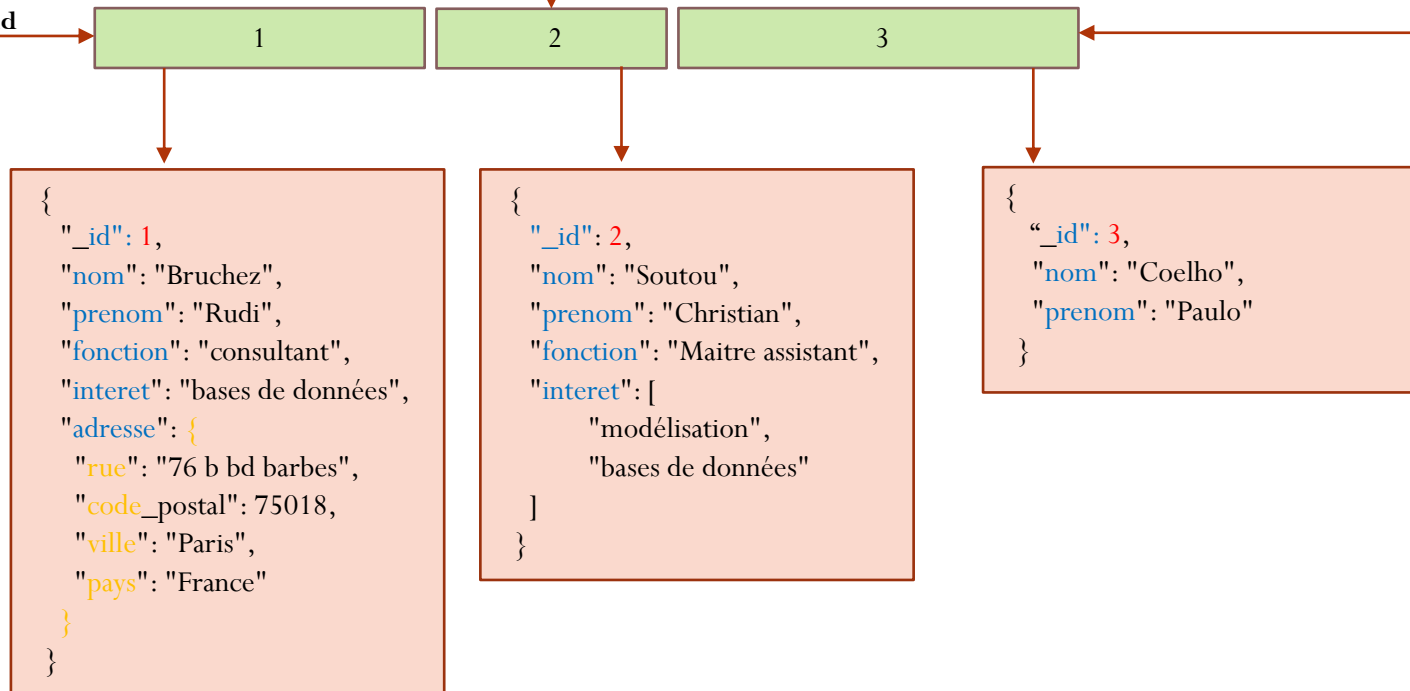 d
1
2
3
{
"_id": 1,
"nom": "Bruchez",
"prenom": "Rudi",
"fonction": "consultant",
"interet": "bases de données",
"adresse": {
"rue": "76 b bd barbes",
"code_postal": 75018,
"ville": "Paris",
"pays": "France"
}
}
{
"_id": 2,
"nom": "Soutou",
"prenom": "Christian",
"fonction": "Maitre assistant",
"interet": [
"modélisation",
"bases de données"
]
}
{
“_id": 3,
"nom": "Coelho",
"prenom": "Paulo"
}